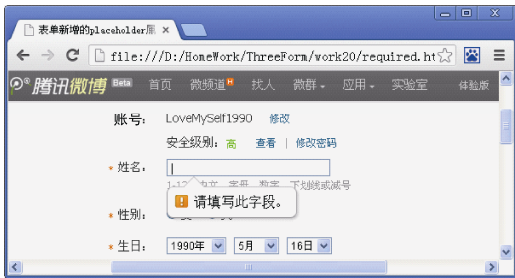 表单新增的placeholder属
file:///D:/HomeWork/ThreeForm/work20/required.ht
腾讯微博 Beta 首页 微频道 找人 微群 应用 实验室 体验版
账号: LoveMySelf1990 修改
安全级别: 高 查看 | 修改密码
* 姓名:
1-12 中文、字母、数字、下划线或减号
请填写此字段。
* 性别:
* 生日: 1990年 5月 16日